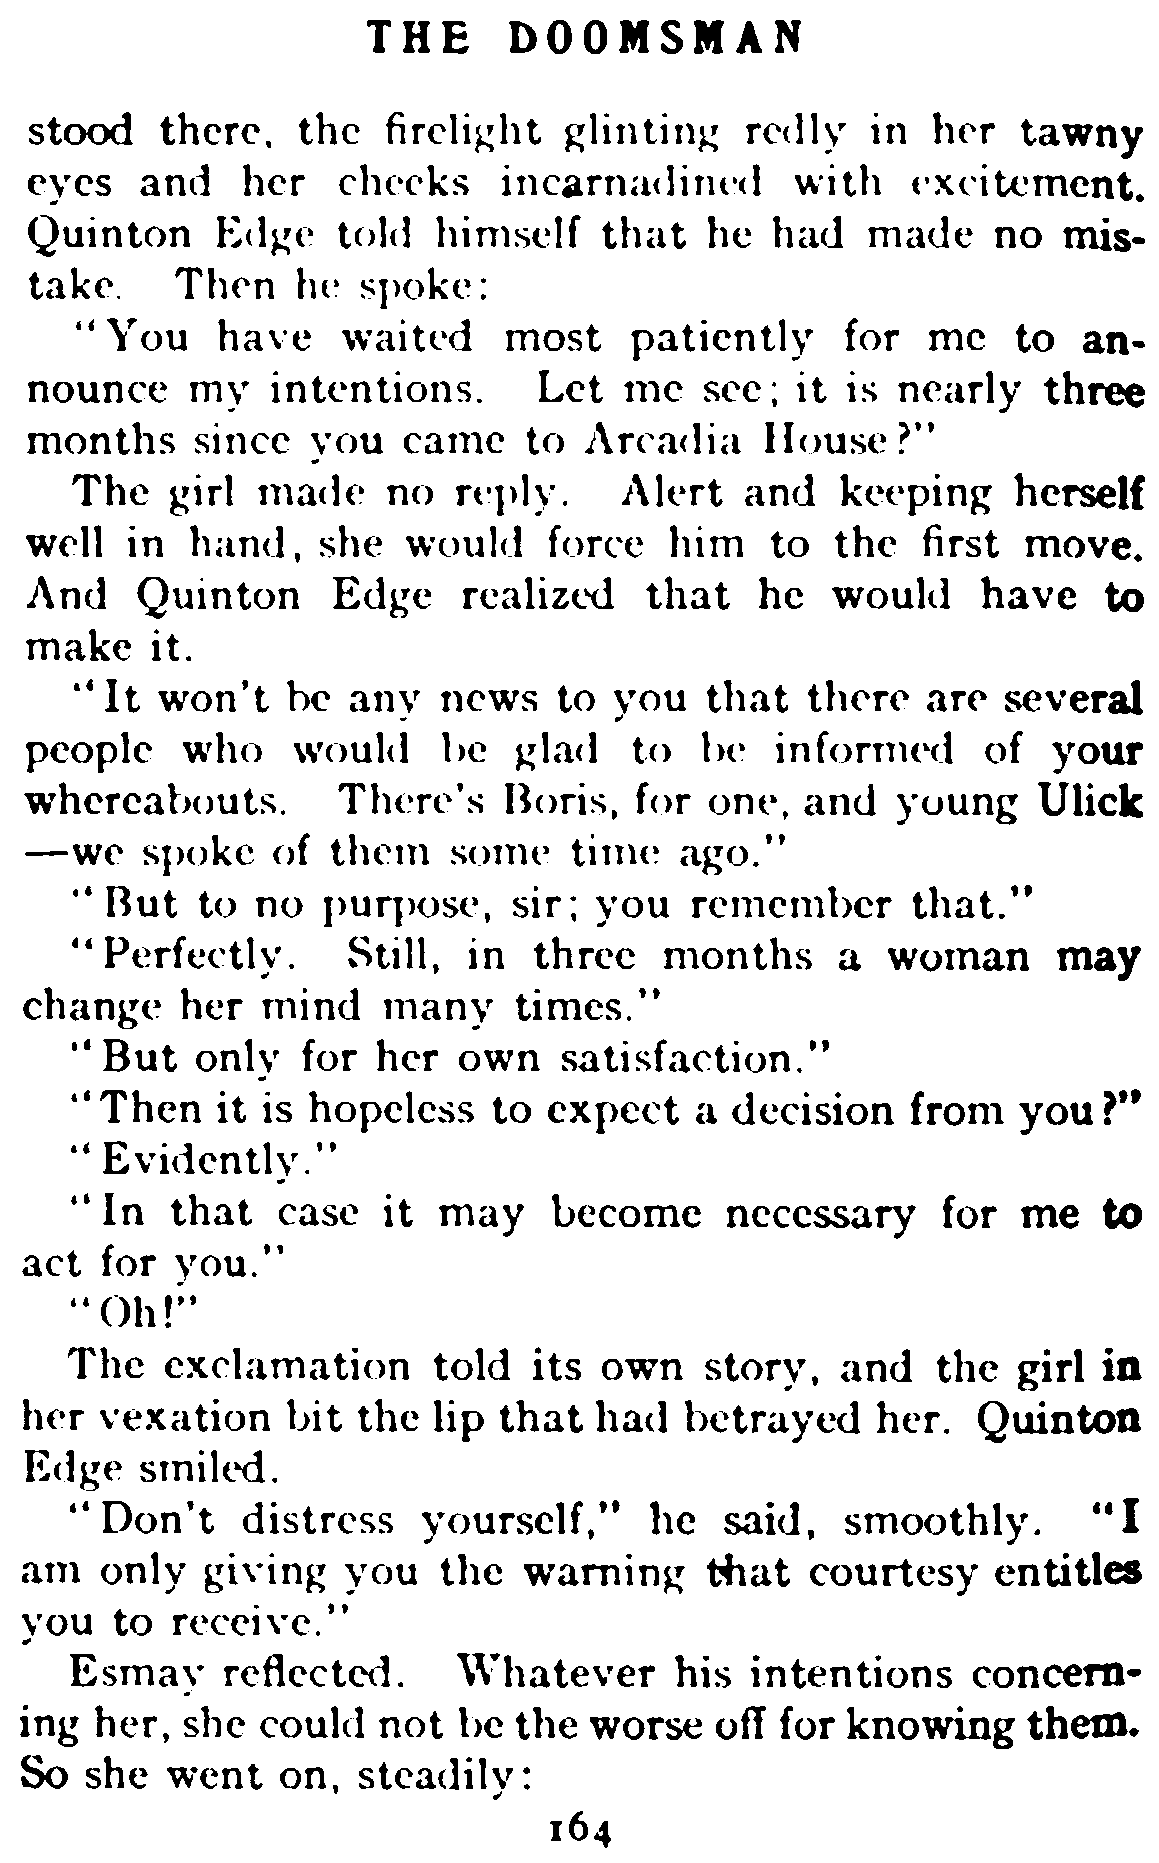 THE DOOMSMAN
stood there, the firelight glinting redly in her tawny
eyes and her cheeks incarnadined with excitement.
Quinton Edge told himself that he had made no mis-
take. Then he spoke:
"You have waited most patiently for me to an-
nounce my intentions. Let me see; it is nearly three
months since you came to Arcadia House?"
The girl made no reply. Alert and keeping herself
well in hand, she would force him to the first move.
And Quinton Edge realized that he would have to
make it.
"It won't be any news to you that there are several
people who would be glad to be informed of your
whereabouts. There's Boris, for one, and young Ulick
—we spoke of them some time ago."
"But to no purpose, sir; you remember that."
"Perfectly. Still, in three months a woman may
change her mind many times."
"But only for her own satisfaction."
"Then it is hopeless to expect a decision from you?"
"Evidently."
"In that case it may become necessary for me to
act for you."
"Oh!"
The exclamation told its own story, and the girl in
her vexation bit the lip that had betrayed her. Quinton
Edge smiled.
"Don't distress yourself," he said, smoothly. "I
am only giving you the warning that courtesy entitles
you to receive."
Esmay reflected. Whatever his intentions concern-
ing her, she could not be the worse off for knowing them.
So she went on, steadily:
164